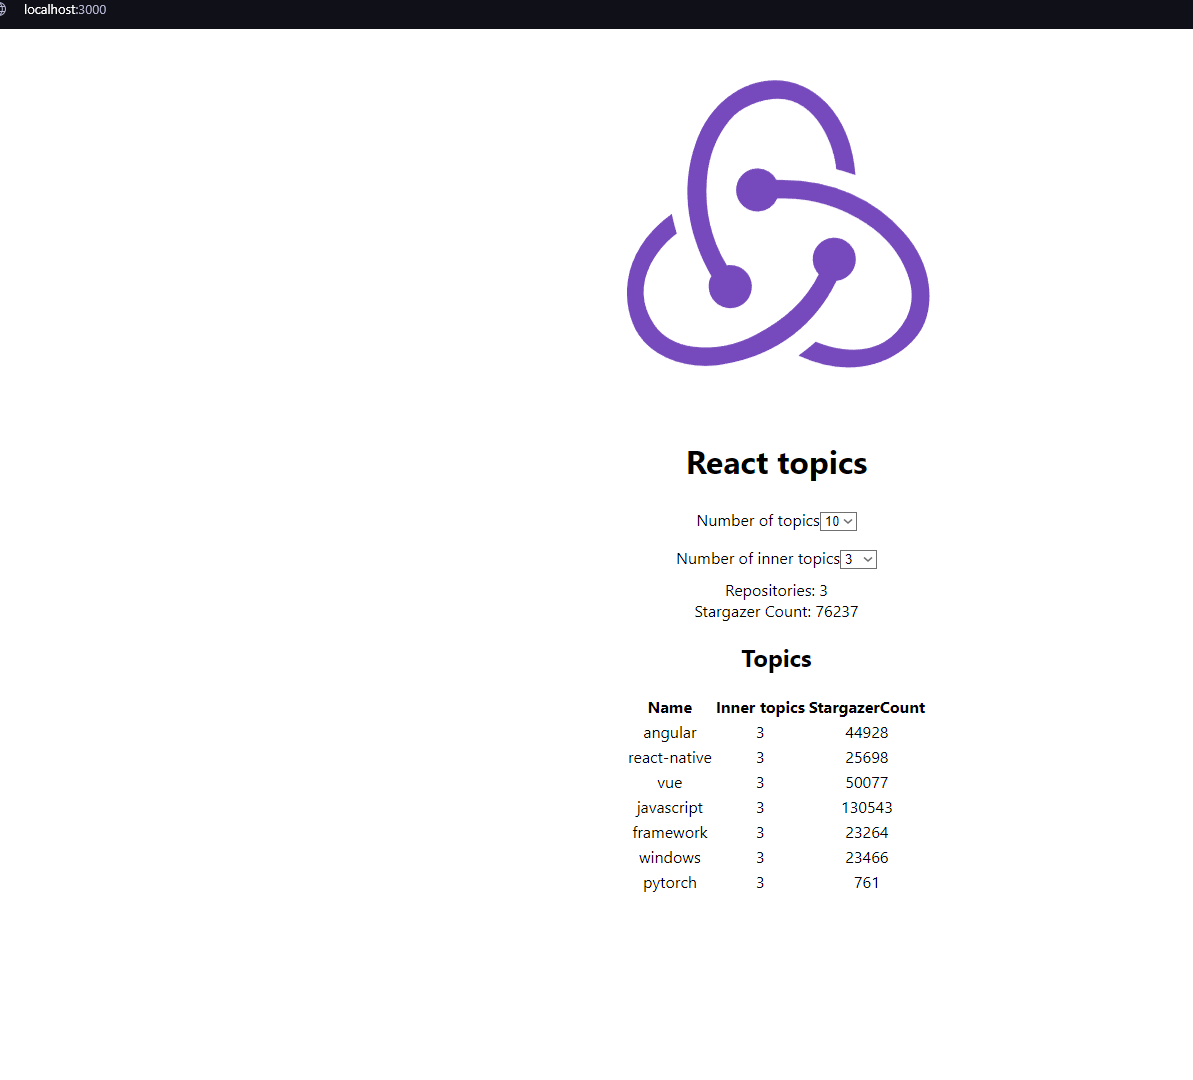 localhost:3000
React topics
Number of topics 10
Number of inner topics 3
Repositories: 3
Stargazer Count: 76237
Topics
Name Inner topics StargazerCount
angular 3 44928
react-native 3 25698
vue 3 50077
javascript 3 130543
framework 3 23264
windows 3 23466
pytorch 3 761